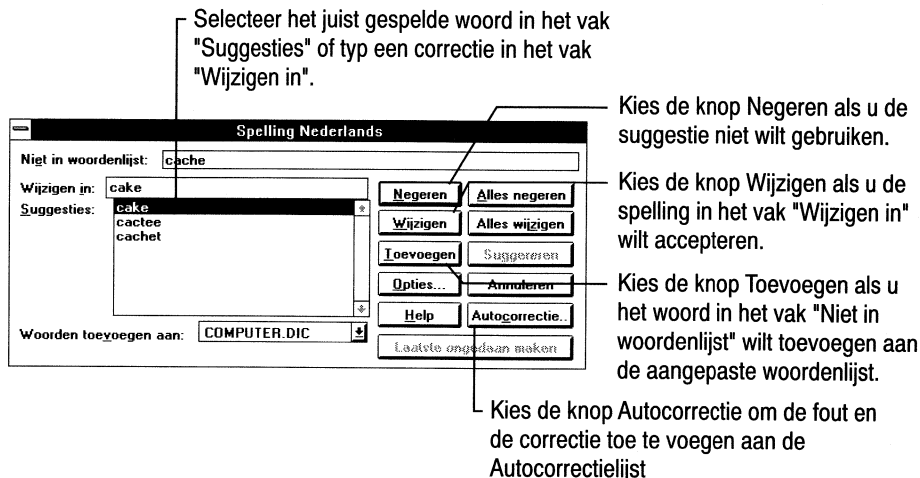 Selecteer het juist gespelde woord in het vak
"Suggesties" of typ een correctie in het vak
"Wijzigen in".
Kies de knop Negeren als u de
suggestie niet wilt gebruiken.
Kies de knop Wijzigen als u de
spelling in het vak "Wijzigen in"
wilt accepteren.
Kies de knop Toevoegen als u
het woord in het vak "Niet in
woordenlijst" wilt toevoegen aan
de aangepaste woordenlijst.
Kies de knop Autocorrectie om de fout en
de correctie toe te voegen aan de
Autocorrectielijst
Spelling Nederlands
Niet in woordenlijst: cache
Wijzigen in: cake
Suggesties: cake
cactee
cachet
Woorden toevoegen aan: COMPUTER.DIC
Negeren Alles negeren
Wijzigen Alles wijzigen
Toevoegen Suggereren
Opties... Annuleren
Help Autocorrectie..
Laatste ongedaan maken